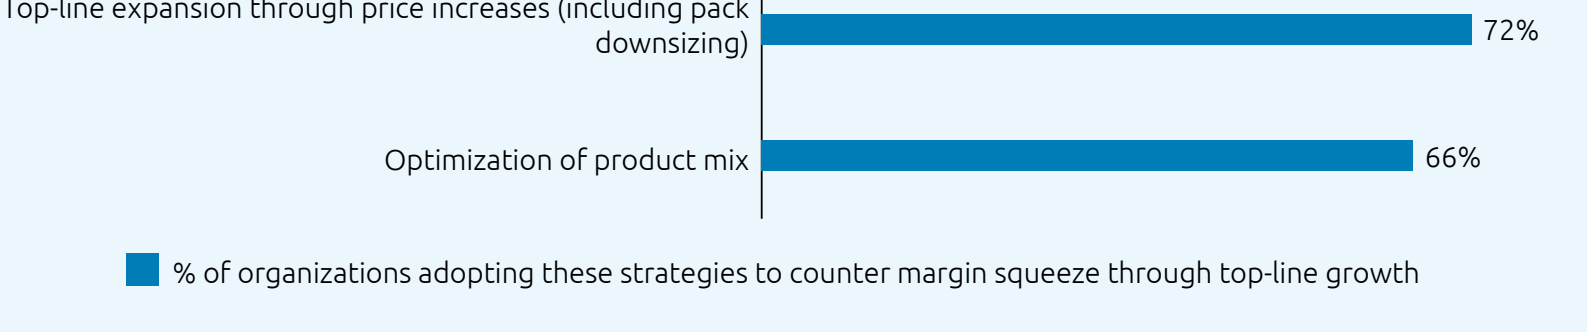 Top-line expansion through price increases (including pack
downsizing)
72%
Optimization of product mix
66%
% of organizations adopting these strategies to counter margin squeeze through top-line growth